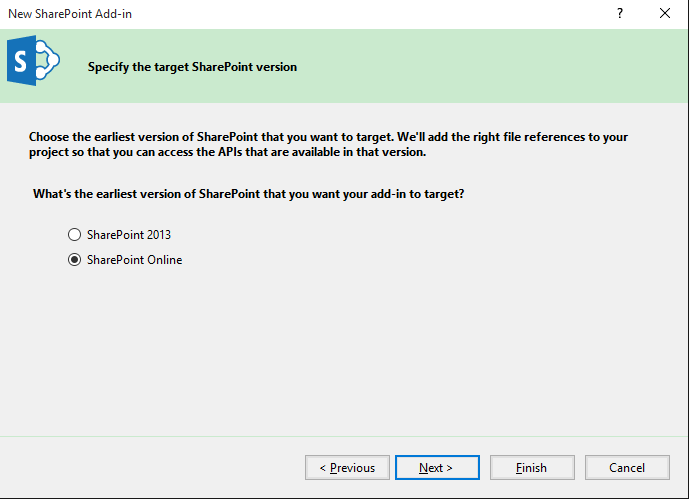 New SharePoint Add-in
?
S
Specify the target SharePoint version
Choose the earliest version of SharePoint that you want to target. We'll add the right file references to your
project so that you can access the APIs that are available in that version.
What's the earliest version of SharePoint that you want your add-in to target?
SharePoint 2013
SharePoint Online
< Previous
Next >
Finish
Cancel